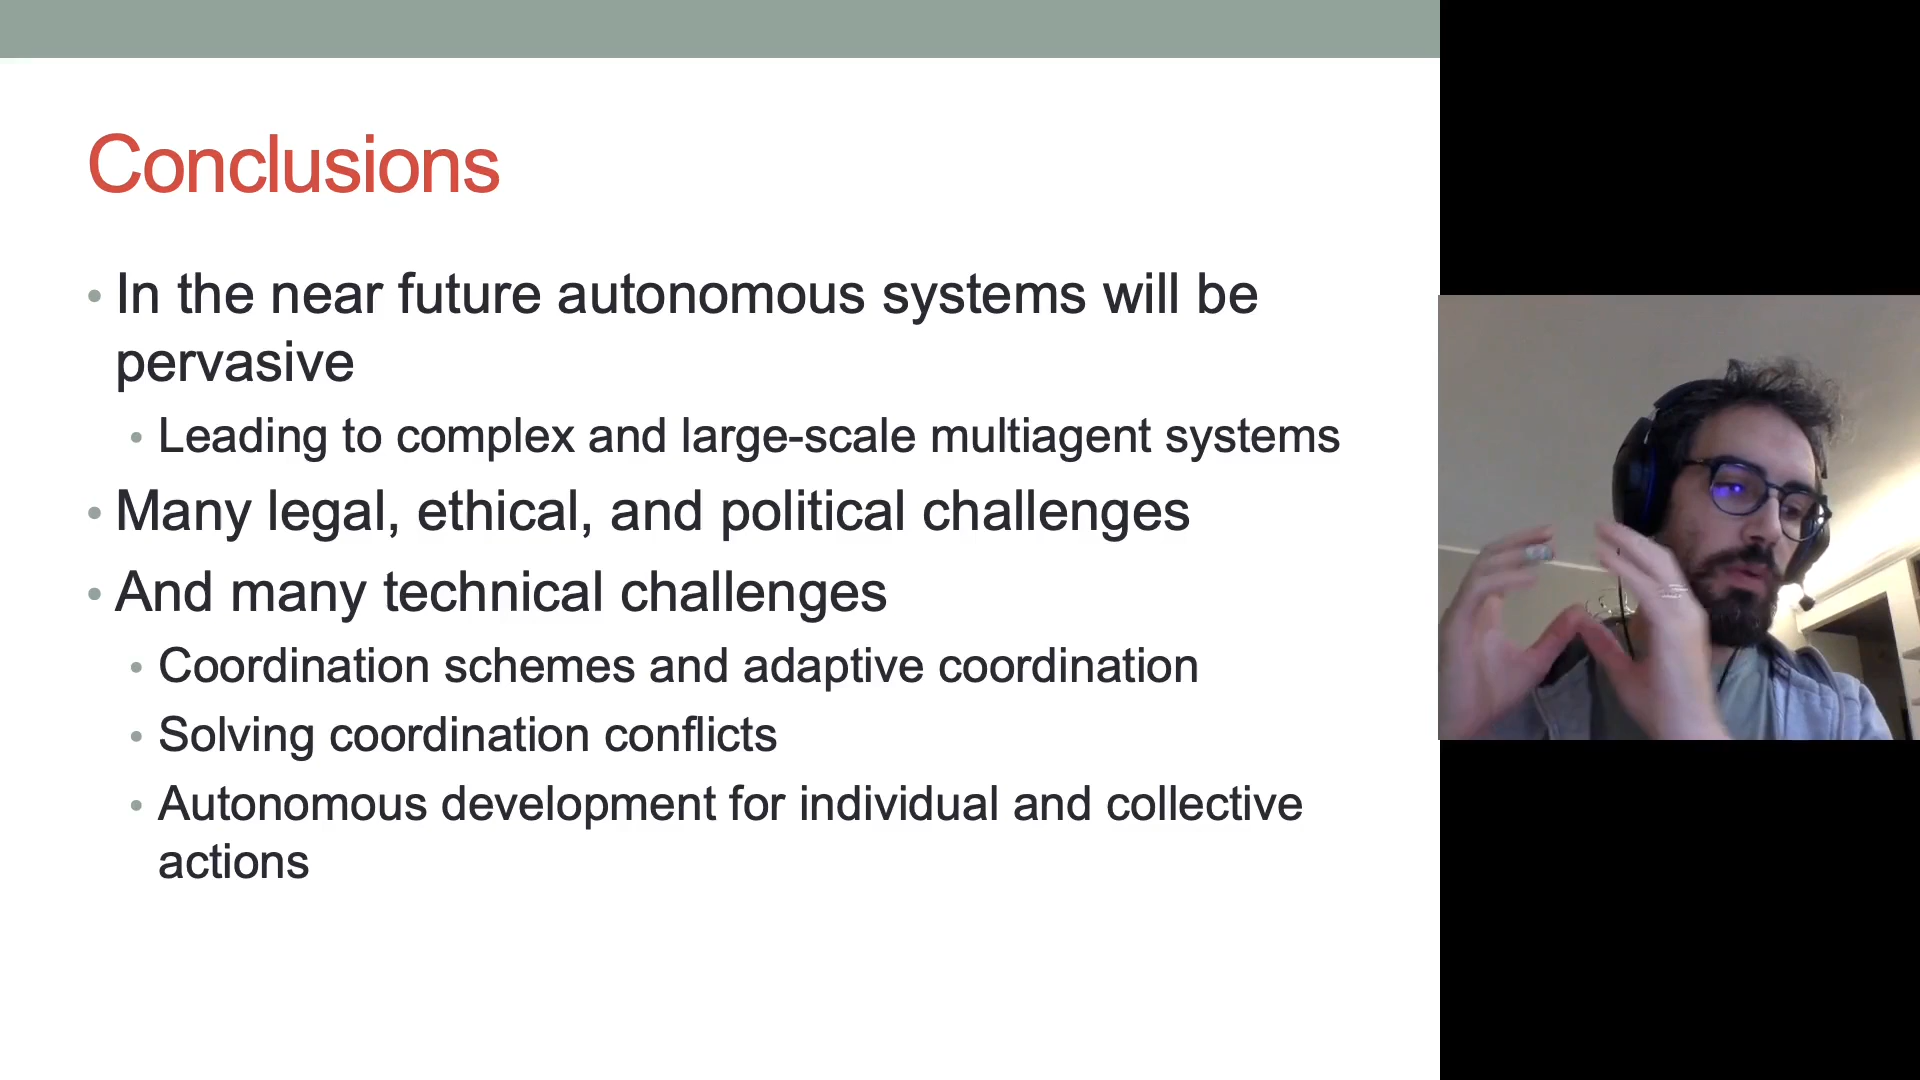 Conclusions
• In the near future autonomous systems will be
pervasive
• Leading to complex and large-scale multiagent systems
• Many legal, ethical, and political challenges
• And many technical challenges
• Coordination schemes and adaptive coordination
• Solving coordination conflicts
• Autonomous development for individual and collective
actions